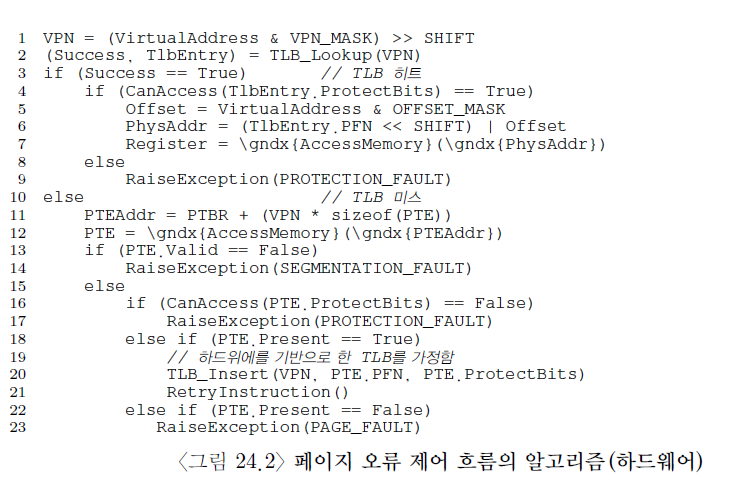 1 VPN = (VirtualAddress & VPN_MASK) >> SHIFT
2 (Success, TlbEntry) = TLB_Lookup(VPN)
3 if (Success == True) // TLB 히트
4 if (CanAccess(TlbEntry.ProtectBits) == True)
5 Offset = VirtualAddress & OFFSET_MASK
6 PhysAddr = (TlbEntry.PFN << SHIFT) | Offset
7 Register = \gndx{AccessMemory}(\gndx{PhysAddr})
8 else
9 RaiseException(PROTECTION_FAULT)
10 else // TLB 미스
11 PTEAddr = PTBR + (VPN * sizeof(PTE))
12 PTE = \gndx{AccessMemory}(\gndx{PTEAddr})
13 if (PTE.Valid == False)
14 RaiseException(SEGMENTATION_FAULT)
15 else
16 if (CanAccess(PTE.ProtectBits) == False)
17 RaiseException(PROTECTION_FAULT)
18 else if (PTE.Present == True)
19 // 하드위에를 기반으로 한 TLB를 가정함
20 TLB_Insert(VPN, PTE.PFN, PTE.ProtectBits)
21 RetryInstruction()
22 else if (PTE.Present == False)
23 RaiseException(PAGE_FAULT)
〈그림 24.2〉 페이지 오류 제어 흐름의 알고리즘(하드웨어)